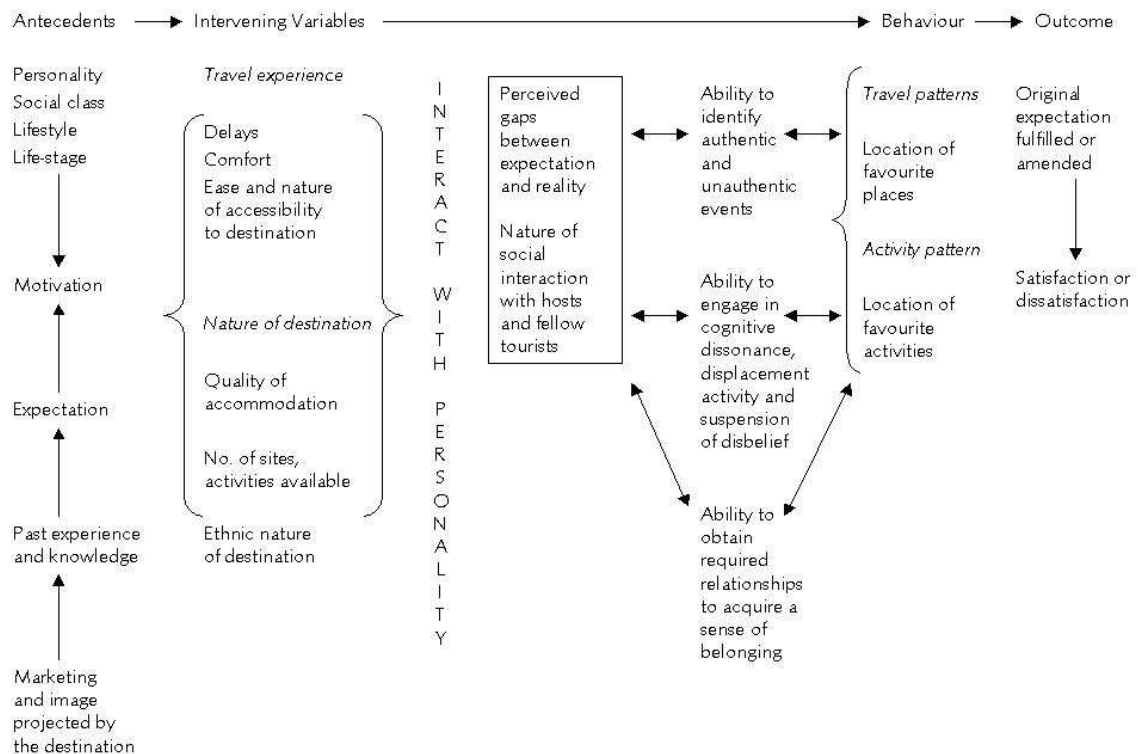 Antecedents
Intervening Variables
Behaviour
Outcome
Personality
Social class
Lifestyle
Life-stage
Motivation
Expectation
Past experience
and knowledge
Marketing
and image
projected by
the destination
Travel experience
Delays
Comfort
Ease and nature
of accessibility
to destination
Nature of destination
Quality of
accommodation
No. of sites,
activities available
Ethnic nature
of destination
INTERACT WITH PERSONALITY
Perceived
gaps
between
expectation
and reality
Nature of
social
interaction
with hosts
and fellow
tourists
Ability to
identify
authentic
and
unauthentic
events
Ability to
engage in
cognitive
dissonance,
displacement
activity and
suspension
of disbelief
Ability to
obtain
required
relationships
to acquire a
sense of
belonging
Travel patterns
Location of
favourite
places
Activity pattern
Location of
favourite
activities
Original
expectation
fulfilled or
amended
Satisfaction or
dissatisfaction